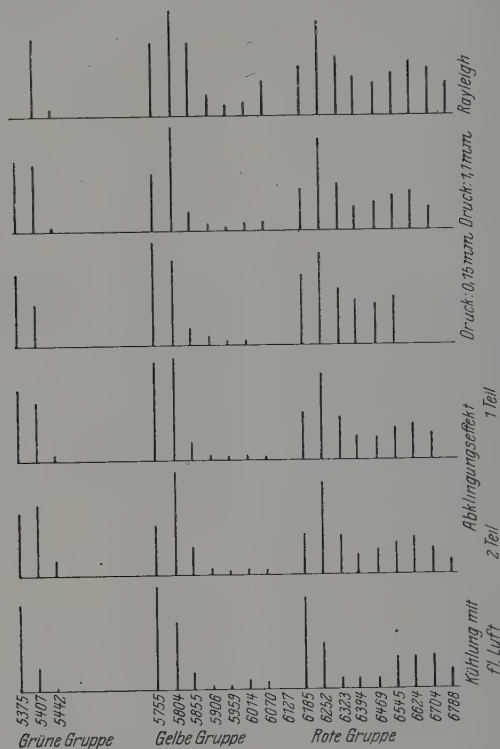 Rayleigh
Druck: 1,1 mm
Druck: 0,15 mm
Abklingungseffekt
1 Teil
2 Teil
Kühlung mit
fl. Luft
5375
5407
5442
5755
5804
5855
5906
5959
6014
6070
6127
6185
6252
6323
6394
6469
6545
6624
6704
6788
Grüne Gruppe
Gelbe Gruppe
Rote Gruppe